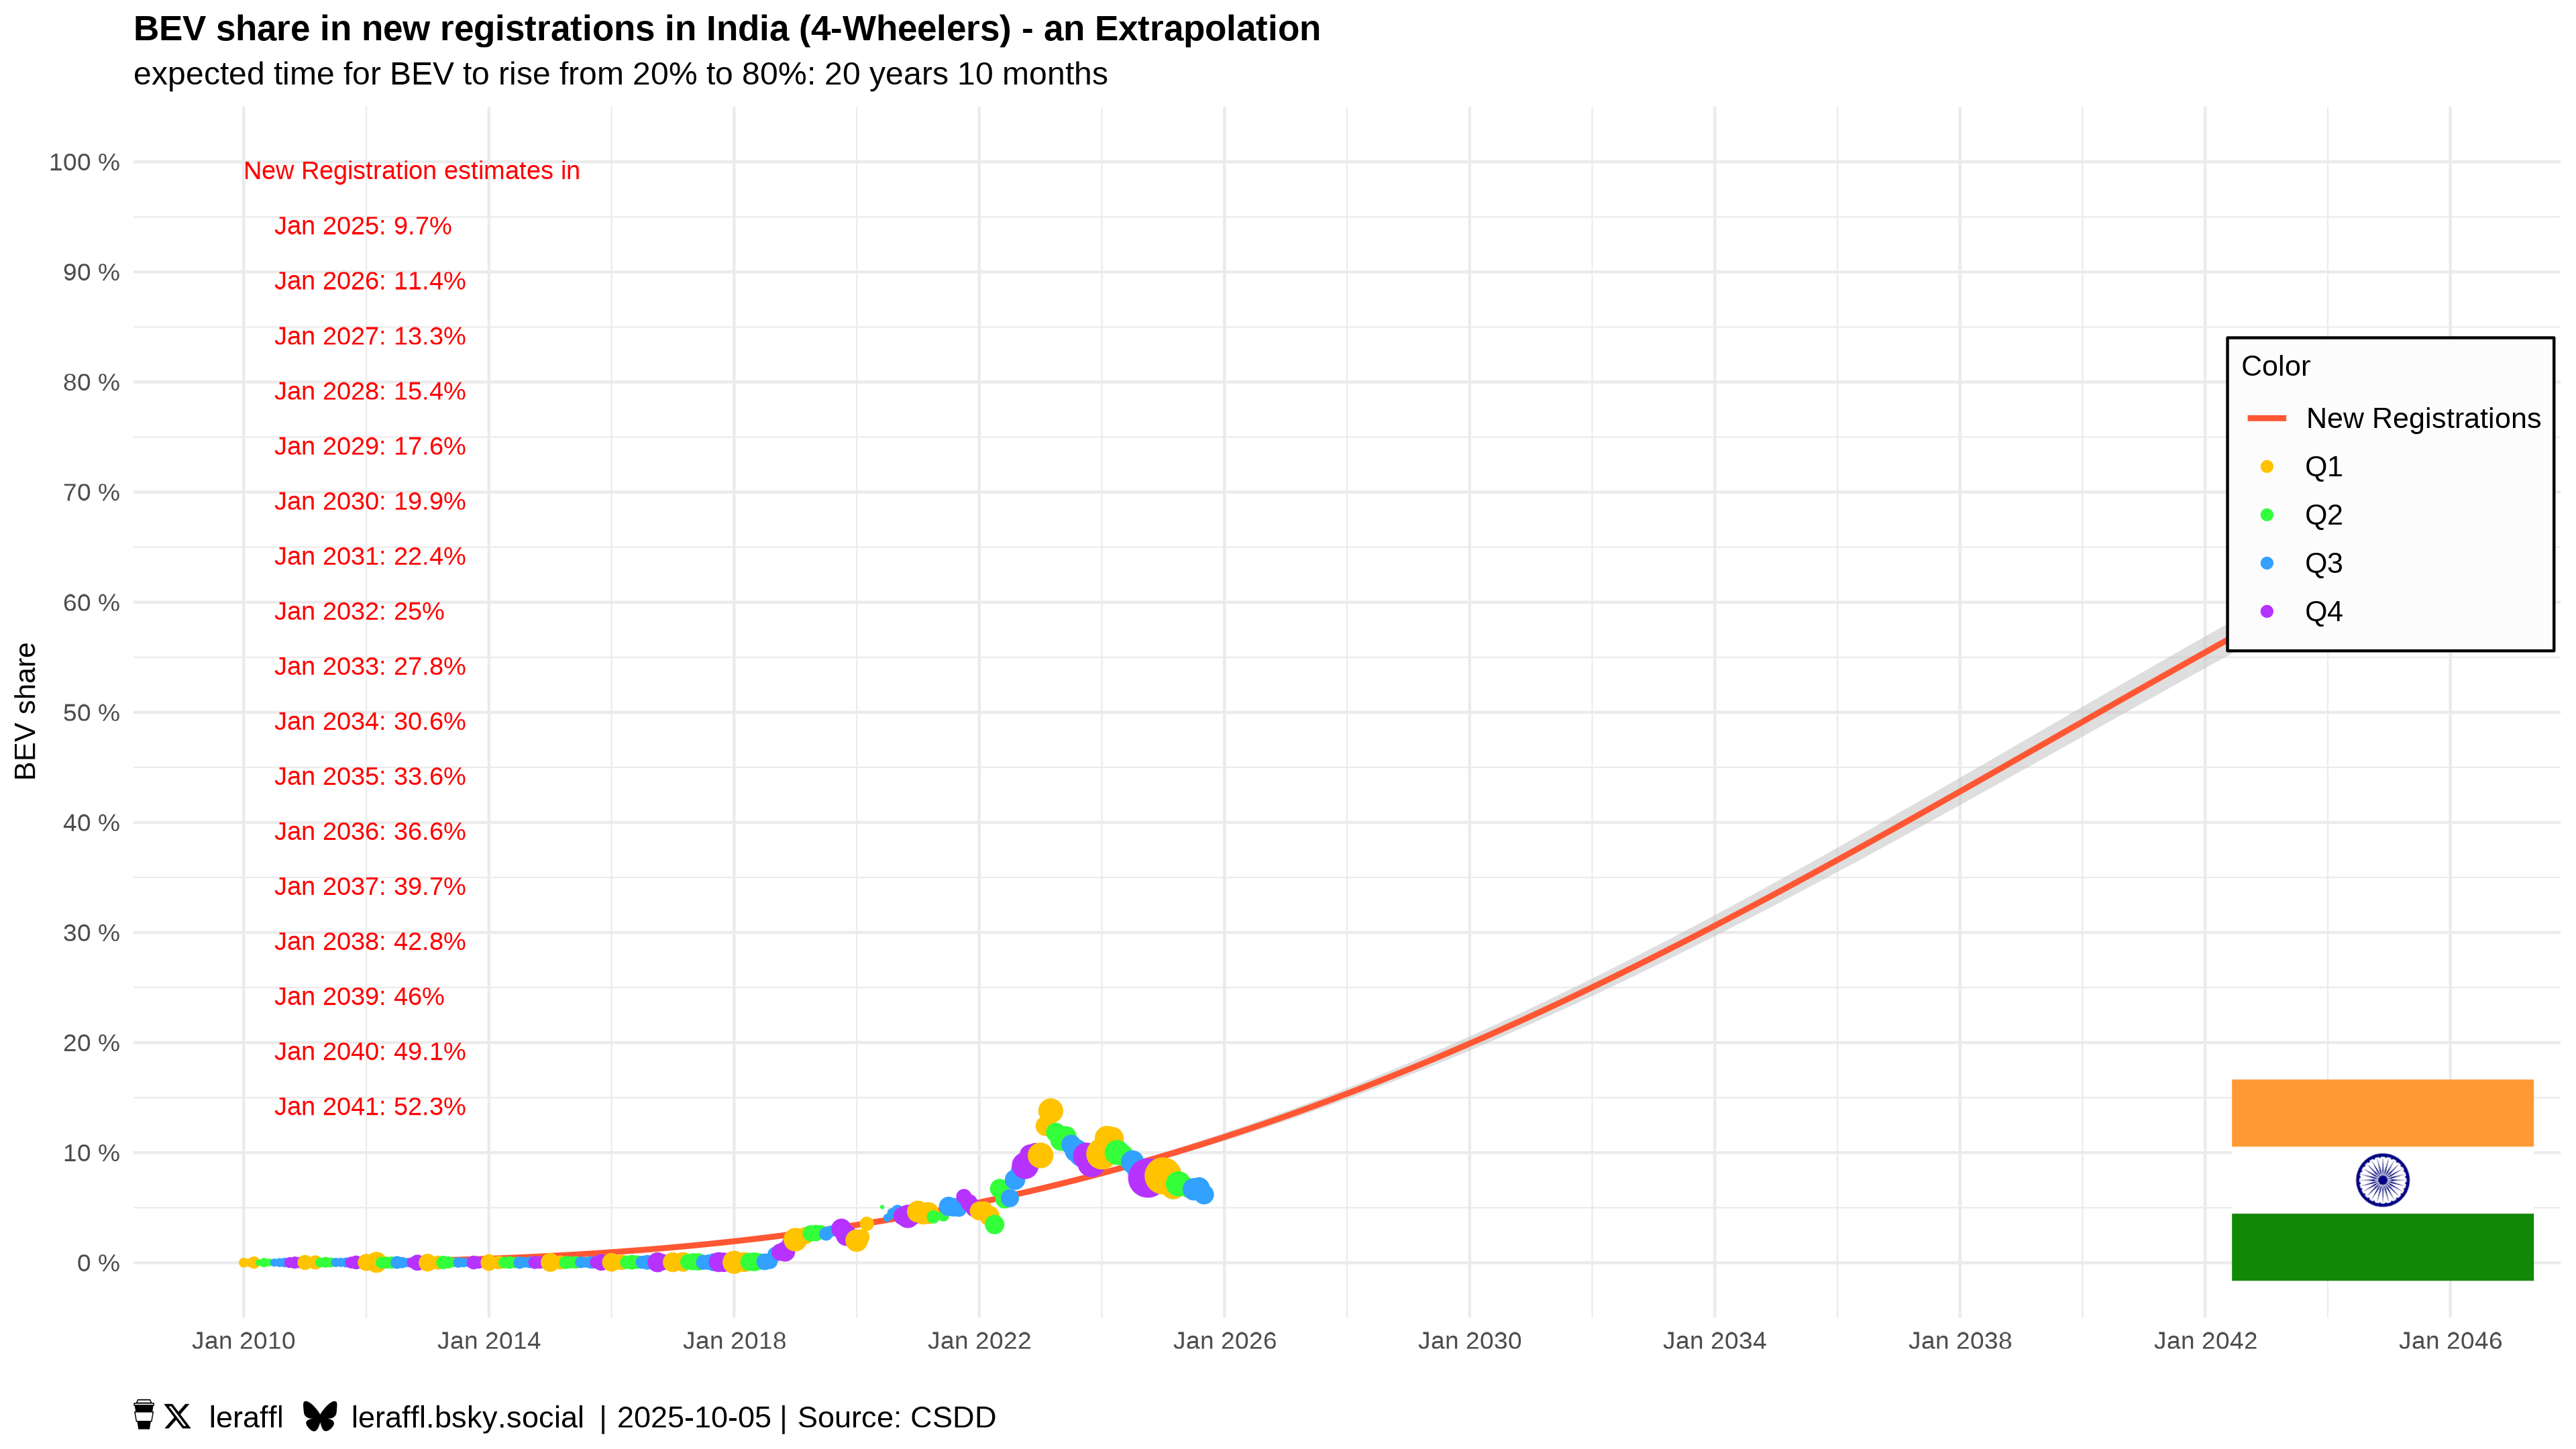 BEV share in new registrations in India (4-Wheelers) - an Extrapolation
expected time for BEV to rise from 20% to 80%: 20 years 10 months
BEV share
100 %
90 %
80 %
70 %
60 %
50 %
40 %
30 %
20 %
10 %
0 %
New Registration estimates in
Jan 2025: 9.7%
Jan 2026: 11.4%
Jan 2027: 13.3%
Jan 2028: 15.4%
Jan 2029: 17.6%
Jan 2030: 19.9%
Jan 2031: 22.4%
Jan 2032: 25%
Jan 2033: 27.8%
Jan 2034: 30.6%
Jan 2035: 33.6%
Jan 2036: 36.6%
Jan 2037: 39.7%
Jan 2038: 42.8%
Jan 2039: 46%
Jan 2040: 49.1%
Jan 2041: 52.3%
Color
New Registrations
Q1
Q2
Q3
Q4
Jan 2010 Jan 2014 Jan 2018 Jan 2022 Jan 2026 Jan 2030 Jan 2034 Jan 2038 Jan 2042 Jan 2046
leraffl leraffl.bsky.social | 2025-10-05 | Source: CSDD